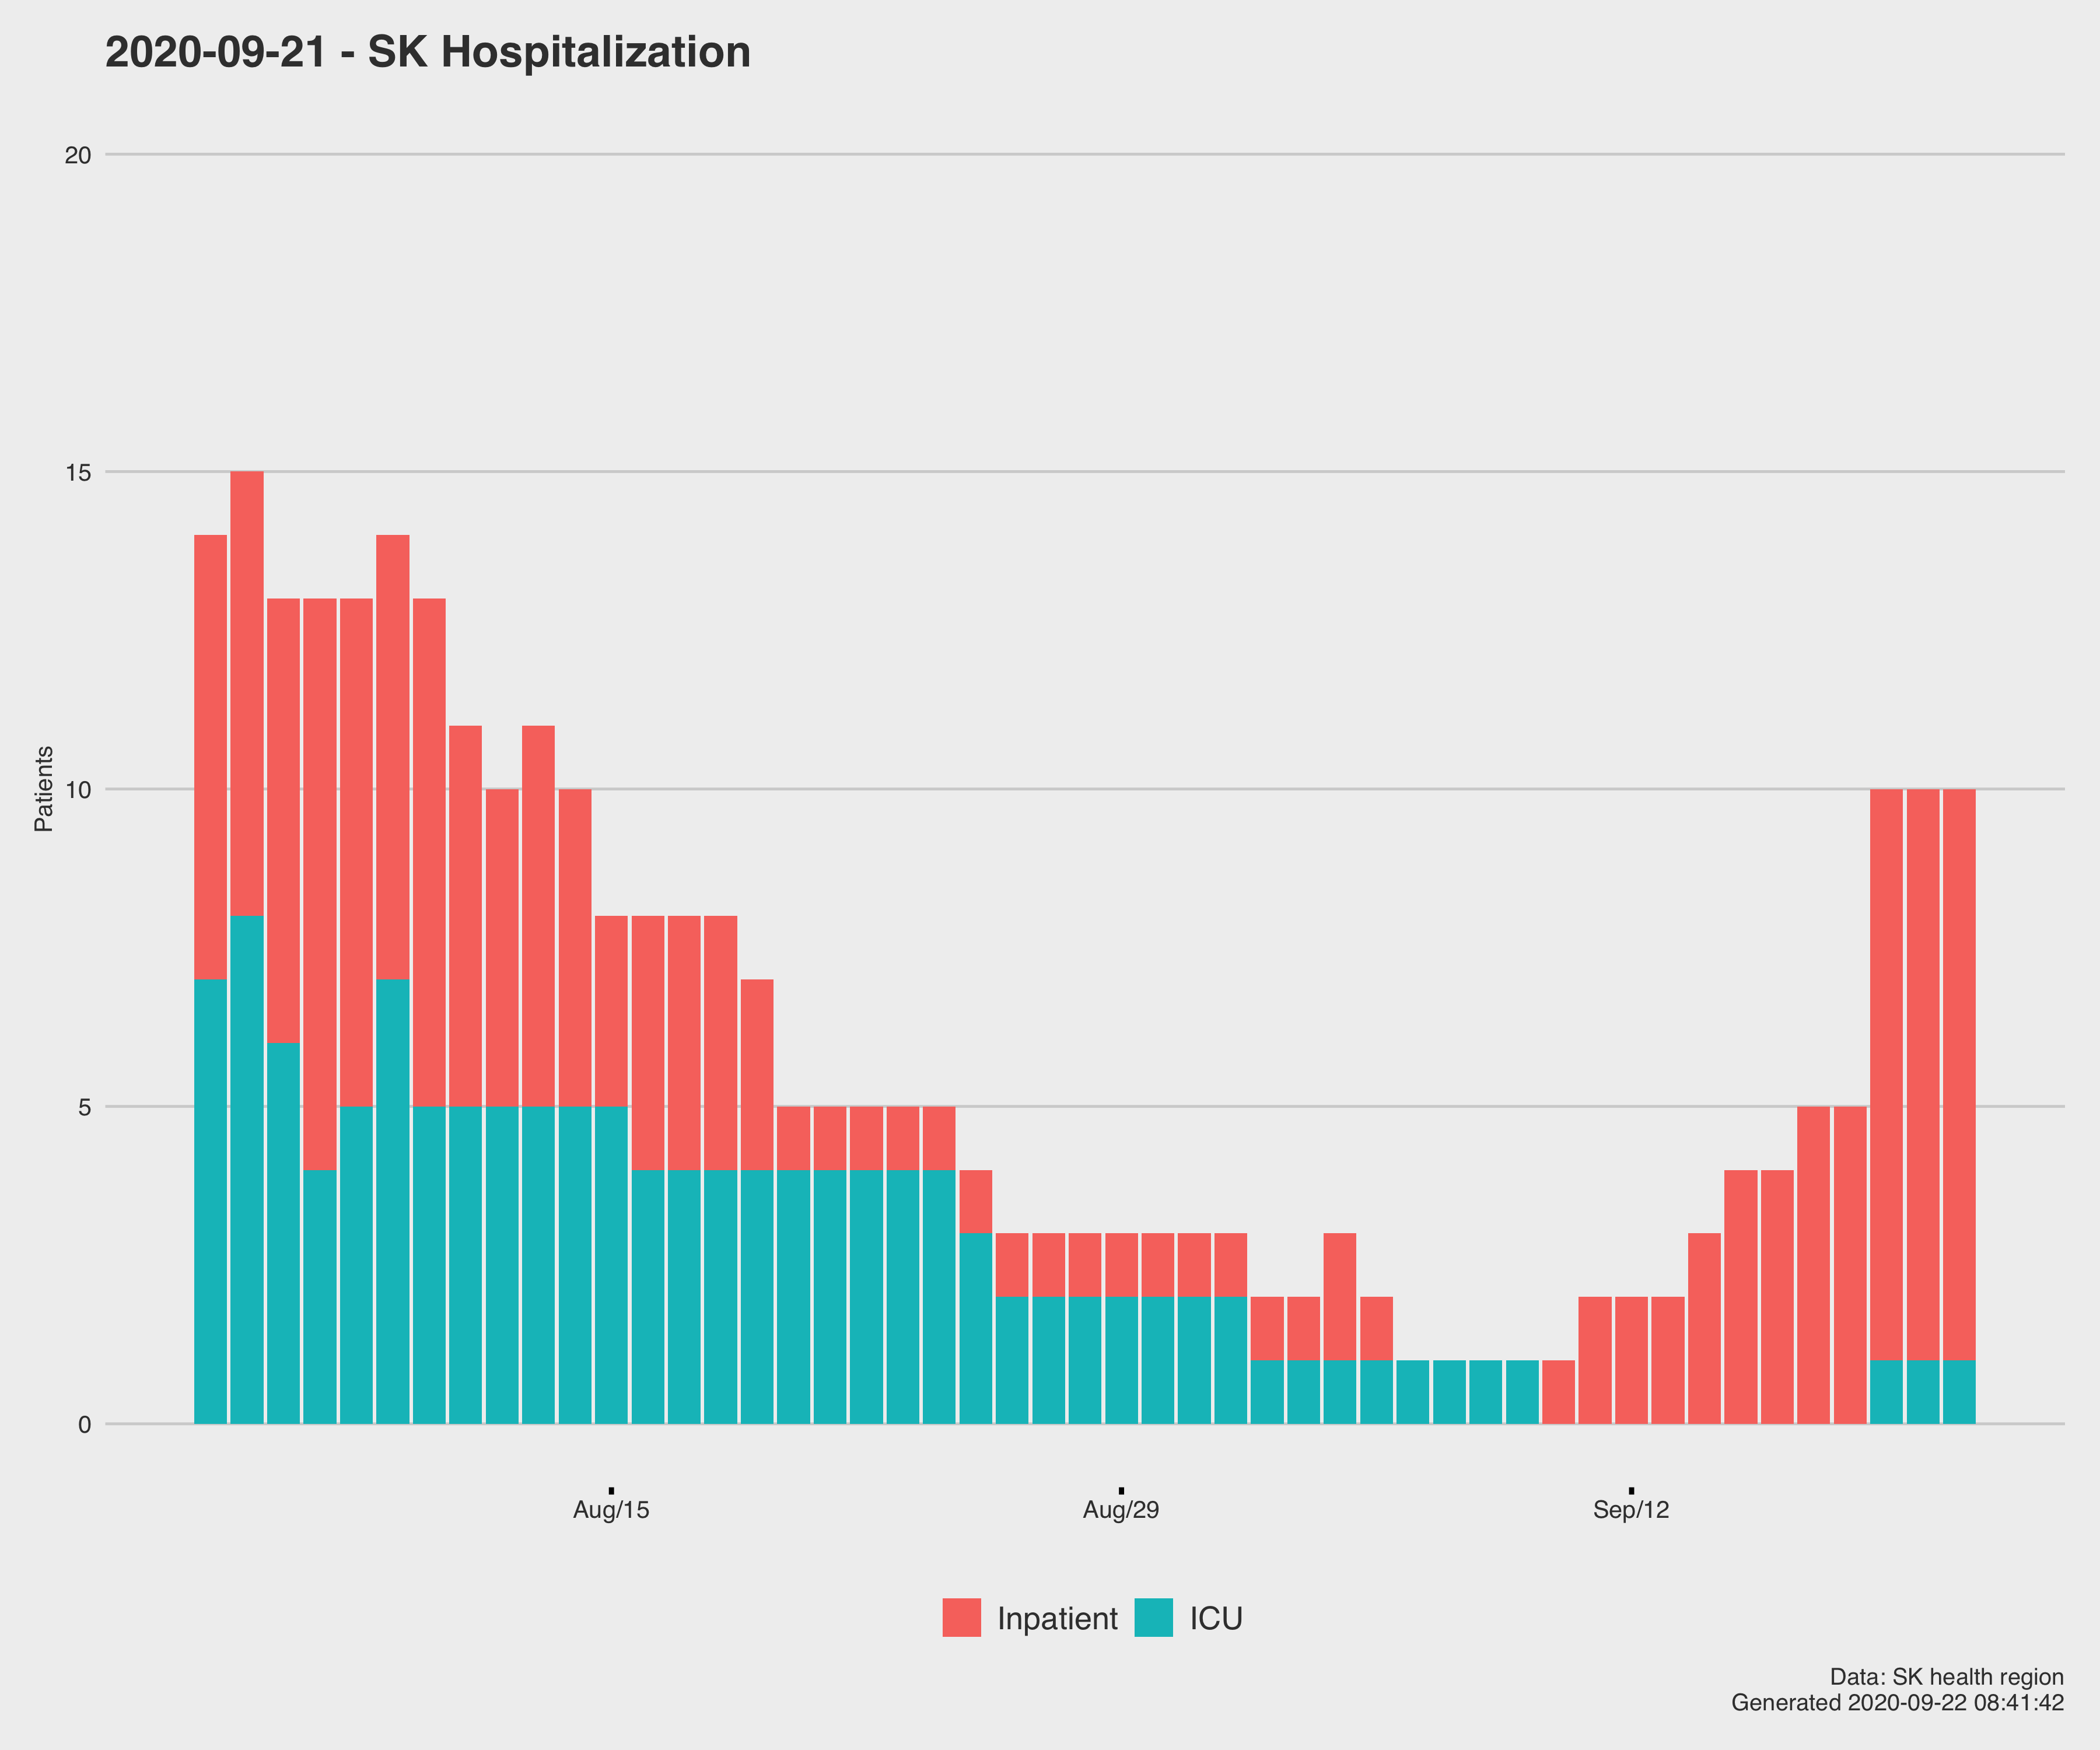 2020-09-21 - SK Hospitalization
20
15
10
5
0
Patients
Aug/15 Aug/29 Sep/12
Inpatient ICU
Data: SK health region
Generated 2020-09-22 08:41:42